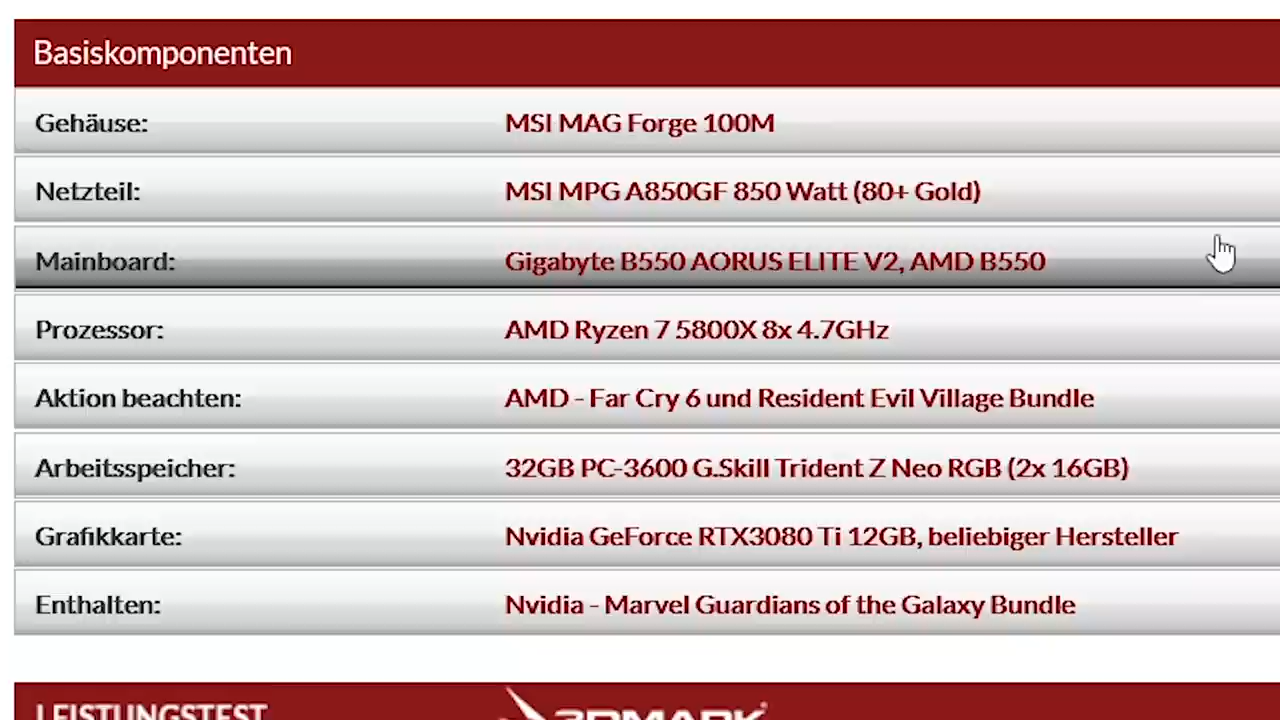 Basiskomponenten
Gehäuse: MSI MAG Forge 100M
Netzteil: MSI MPG A850GF 850 Watt (80+ Gold)
Mainboard: Gigabyte B550 AORUS ELITE V2, AMD B550
Prozessor: AMD Ryzen 7 5800X 8x 4.7GHz
Aktion beachten: AMD - Far Cry 6 und Resident Evil Village Bundle
Arbeitsspeicher: 32GB PC-3600 G.Skill Trident Z Neo RGB (2x 16GB)
Grafikkarte: Nvidia GeForce RTX3080 Ti 12GB, beliebiger Hersteller
Enthalten: Nvidia - Marvel Guardians of the Galaxy Bundle
LEISTUNGSTEST 3DMARK